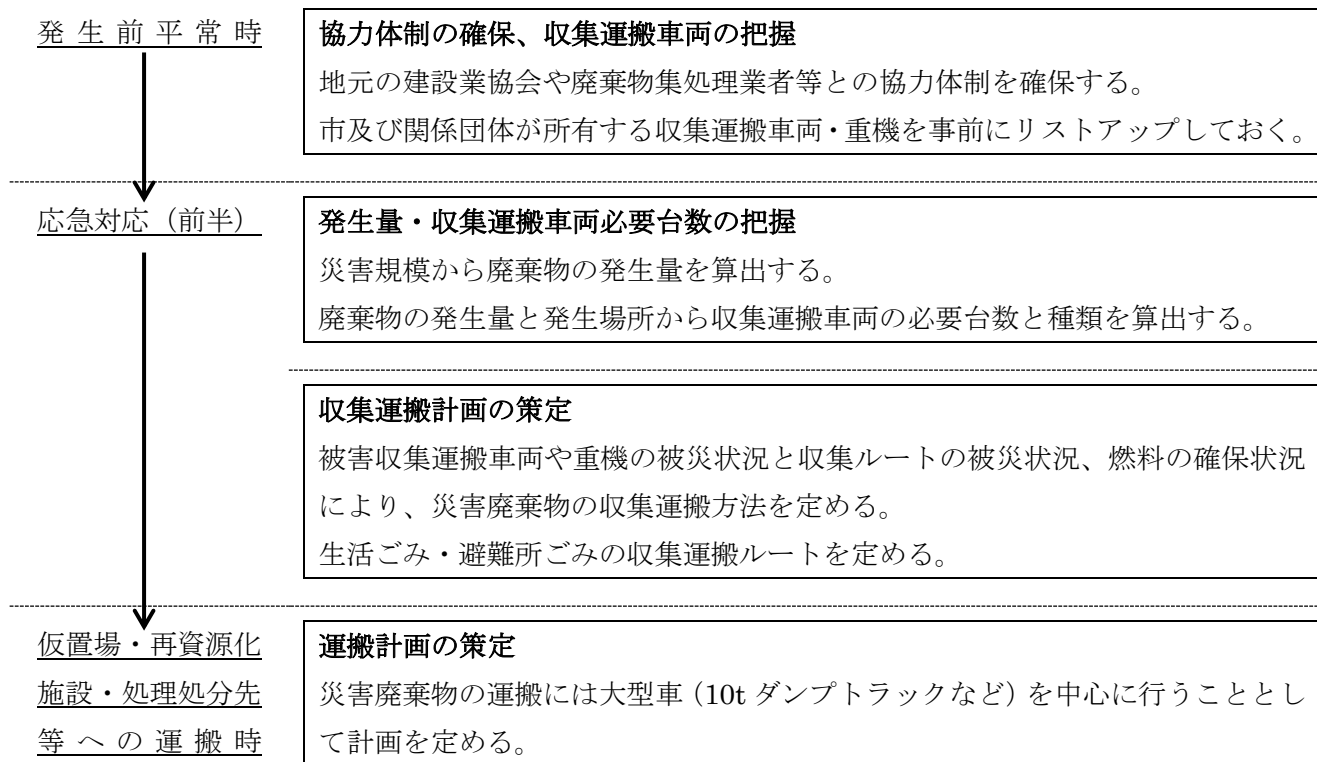 発生前平常時
協力体制の確保、収集運搬車両の把握
地元の建設業協会や廃棄物集処理業者等との協力体制を確保する。
市及び関係団体が所有する収集運搬車両・重機を事前にリストアップしておく。
応急対応（前半）
発生量・収集運搬車両必要台数の把握
災害規模から廃棄物の発生量を算出する。
廃棄物の発生量と発生場所から収集運搬車両の必要台数と種類を算出する。
収集運搬計画の策定
被害収集運搬車両や重機の被災状況と収集ルートの被災状況、燃料の確保状況
により、災害廃棄物の収集運搬方法を定める。
生活ごみ・避難所ごみの収集運搬ルートを定める。
仮置場・再資源化
施設・処理処分先
等への運搬時
運搬計画の策定
災害廃棄物の運搬には大型車（10t ダンプトラックなど）を中心に行うこととし
て計画を定める。